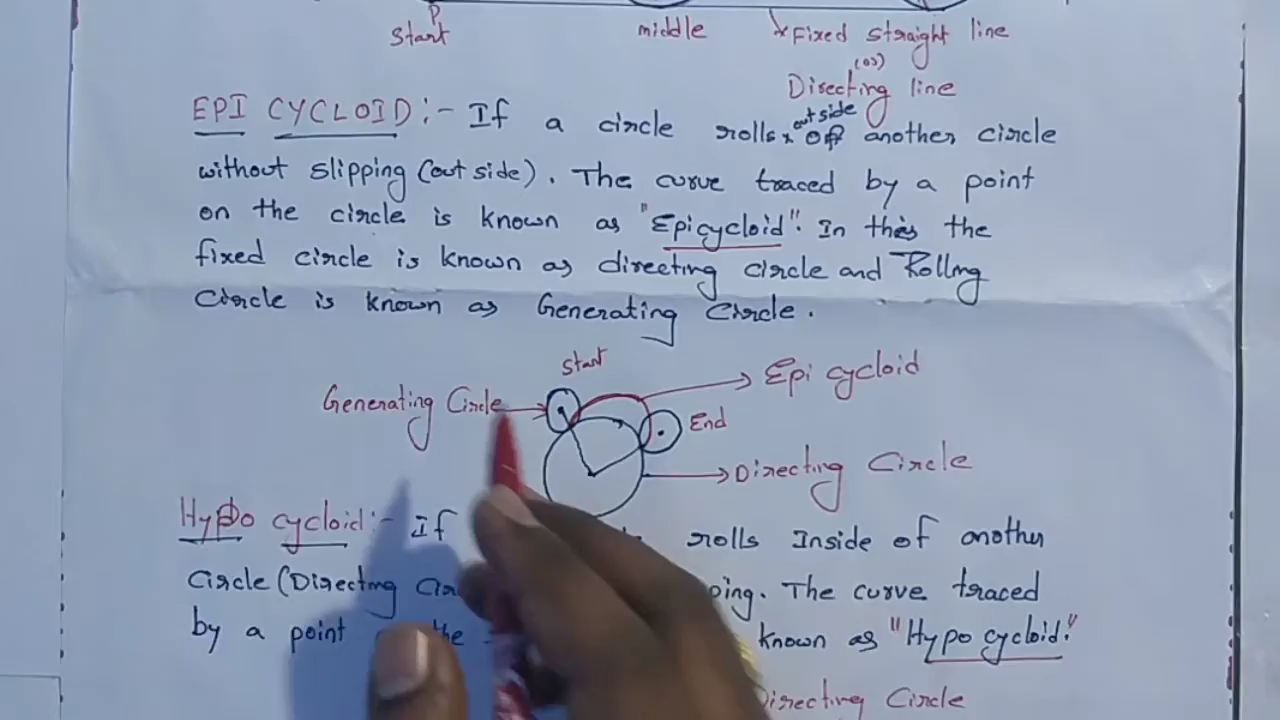 P
Start middle Fixed straight line
(or)
Directing line
EPI CYCLOID:- If a circle rolls outside of another circle
without slipping (out side). The curve traced by a point
on the circle is known as "Epicycloid". In this the
fixed circle is known as directing circle and Rolling
Circle is known as Generating Circle.
Start
Epi cycloid
Generating Circle
End
Directing Circle
Hypo cycloid:- If rolls Inside of another
Circle (Directing Cir ping. The curve traced
by a point the known as "Hypo cycloid."
Directing Circle